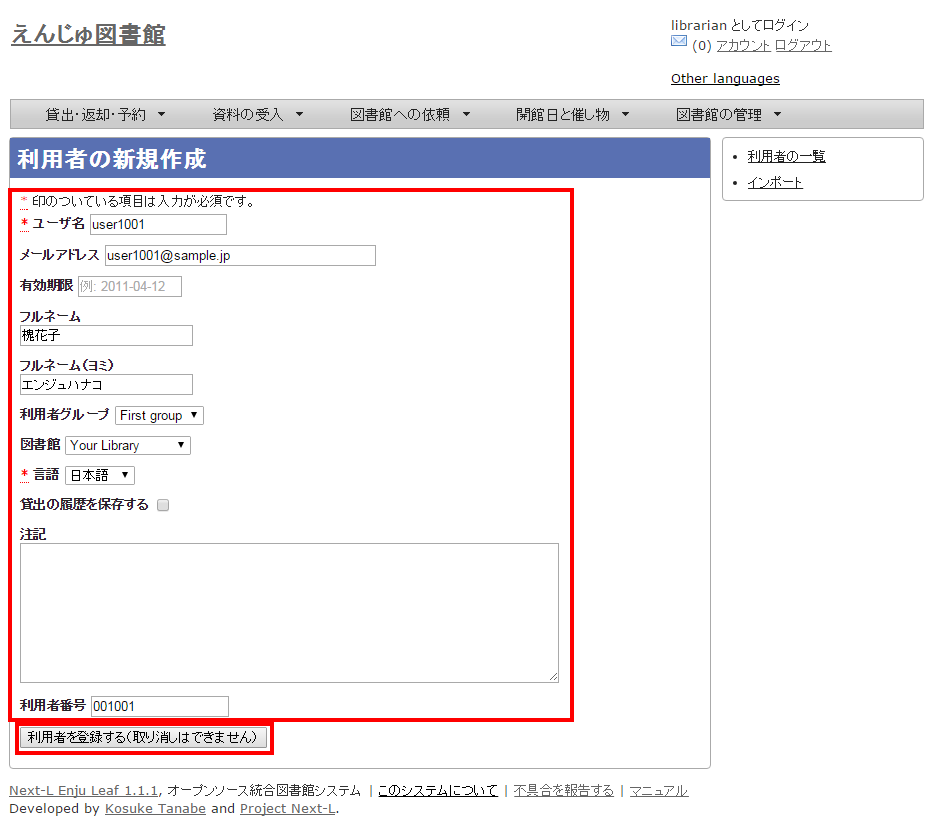 えんじゅ図書館
librarian としてログイン
(0) アカウント ログアウト
Other languages
貸出・返却・予約 ▼ 資料の受入 ▼ 図書館への依頼 ▼ 開館日と催し物 ▼ 図書館の管理 ▼
利用者の新規作成
* 印のついている項目は入力が必須です。
* ユーザ名 user1001
メールアドレス user1001@sample.jp
有効期限 例: 2011-04-12
フルネーム
槐花子
フルネーム(ヨミ)
エンジュハナコ
利用者グループ First group ▼
図書館 Your Library ▼
* 言語 日本語 ▼
貸出の履歴を保存する
注記
利用者番号 001001
利用者を登録する(取り消しはできません)
• 利用者の一覧
• インポート
Next-L Enju Leaf 1.1.1, オープンソース統合図書館システム | このシステムについて | 不具合を報告する | マニュアル
Developed by Kosuke Tanabe and Project Next-L.